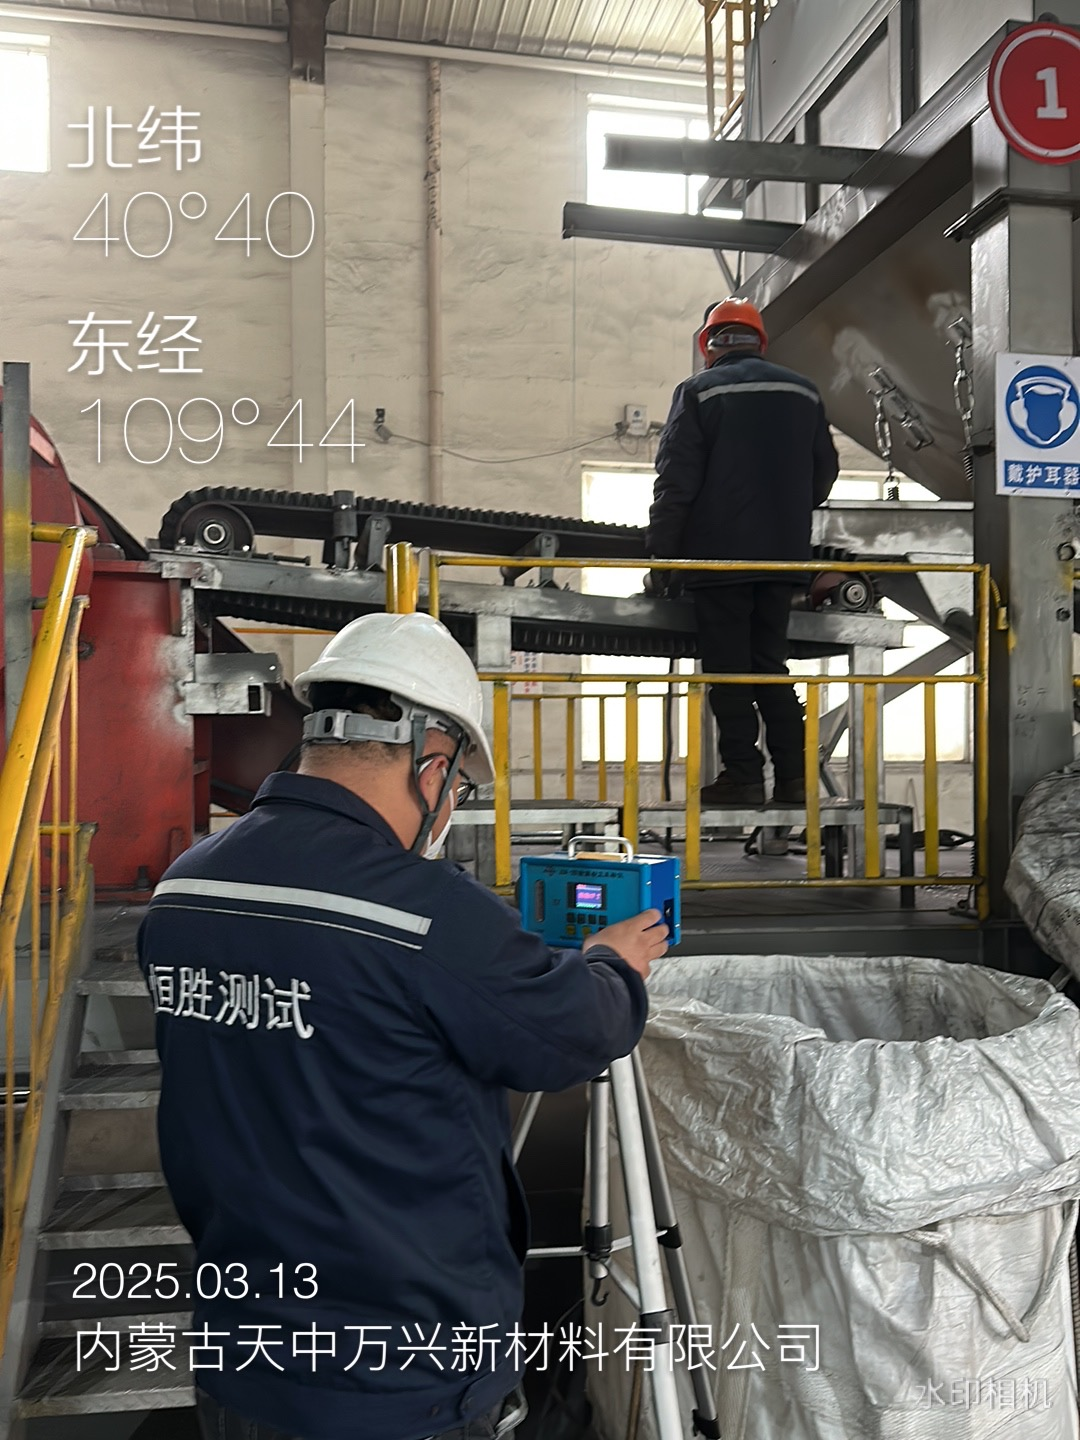 北纬
40°40
东经
109°44
1
戴护耳器
恒胜测试
2025.03.13
内蒙古天中万兴新材料有限公司
水印相机